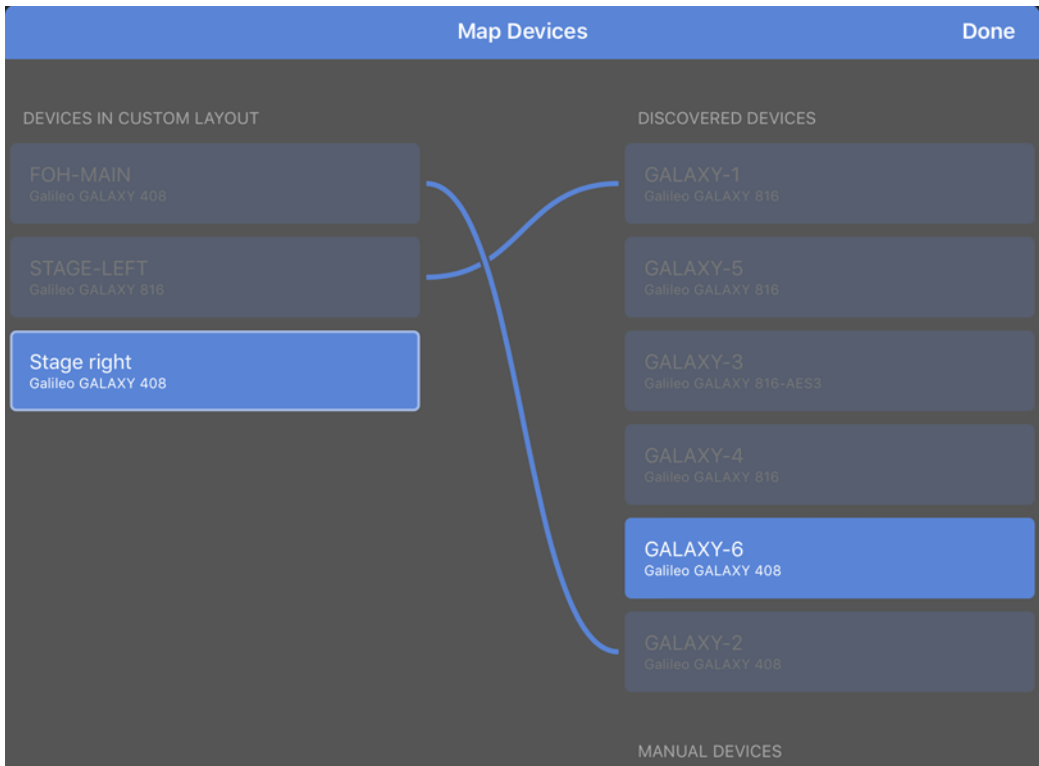 Map Devices
Done
DEVICES IN CUSTOM LAYOUT
FOH-MAIN
Galileo GALAXY 408
STAGE-LEFT
Galileo GALAXY 816
Stage right
Galileo GALAXY 408
DISCOVERED DEVICES
GALAXY-1
Galileo GALAXY 816
GALAXY-5
Galileo GALAXY 816
GALAXY-3
Galileo GALAXY 816-AES3
GALAXY-4
Galileo GALAXY 816
GALAXY-6
Galileo GALAXY 408
GALAXY-2
Galileo GALAXY 408
MANUAL DEVICES